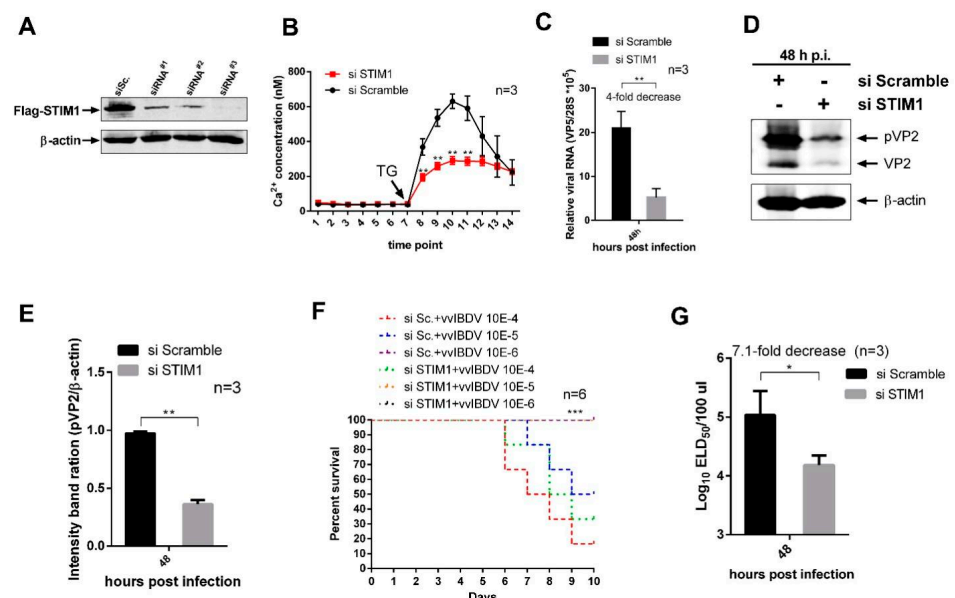 A
siSc.
siRNA #1
siRNA #2
siRNA #3
Flag-STIM1
β-actin
B
si STIM1
si Scramble
n=3
Ca2+ concentration (nM)
800
600
400
200
0
TG
** ** ** **
1 2 3 4 5 6 7 8 9 10 11 12 13 14
time point
C
si Scramble
si STIM1
n=3
**
4-fold decrease
Relative viral RNA (VP5/28S *10^5)
30
20
10
0
48h
hours post infection
D
48 h p.i.
+ - si Scramble
- + si STIM1
pVP2
VP2
β-actin
E
si Scramble
si STIM1
n=3
**
Intensity band ration (pVP2/β-actin)
1.5
1.0
0.5
0.0
48
hours post infection
F
si Sc.+vvIBDV 10E-4
si Sc.+vvIBDV 10E-5
si Sc.+vvIBDV 10E-6
si STIM1+vvIBDV 10E-4
si STIM1+vvIBDV 10E-5
si STIM1+vvIBDV 10E-6
n=6
***
Percent survival
100
90
80
70
60
50
40
30
20
10
0
0 1 2 3 4 5 6 7 8 9 10
Days
G
7.1-fold decrease (n=3)
*
si Scramble
si STIM1
Log10 ELD50/100 ul
6
5
4
3
48
hours post infection